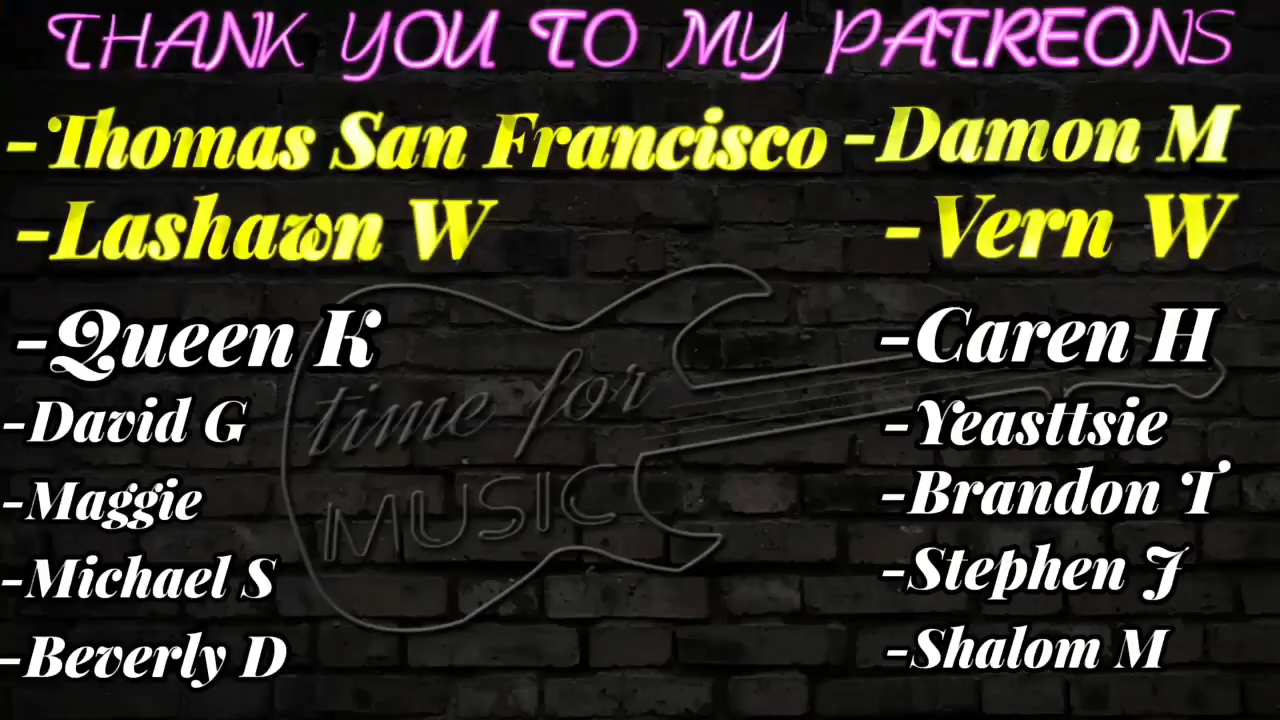 THANK YOU TO MY PATREONS
-Thomas San Francisco
-Damon M
-Lashawn W
-Vern W
-Queen K
-Caren H
time for
MUSIC
-David G
-Yeasttsie
-Maggie
-Brandon T
-Michael S
-Stephen J
-Beverly D
-Shalom M